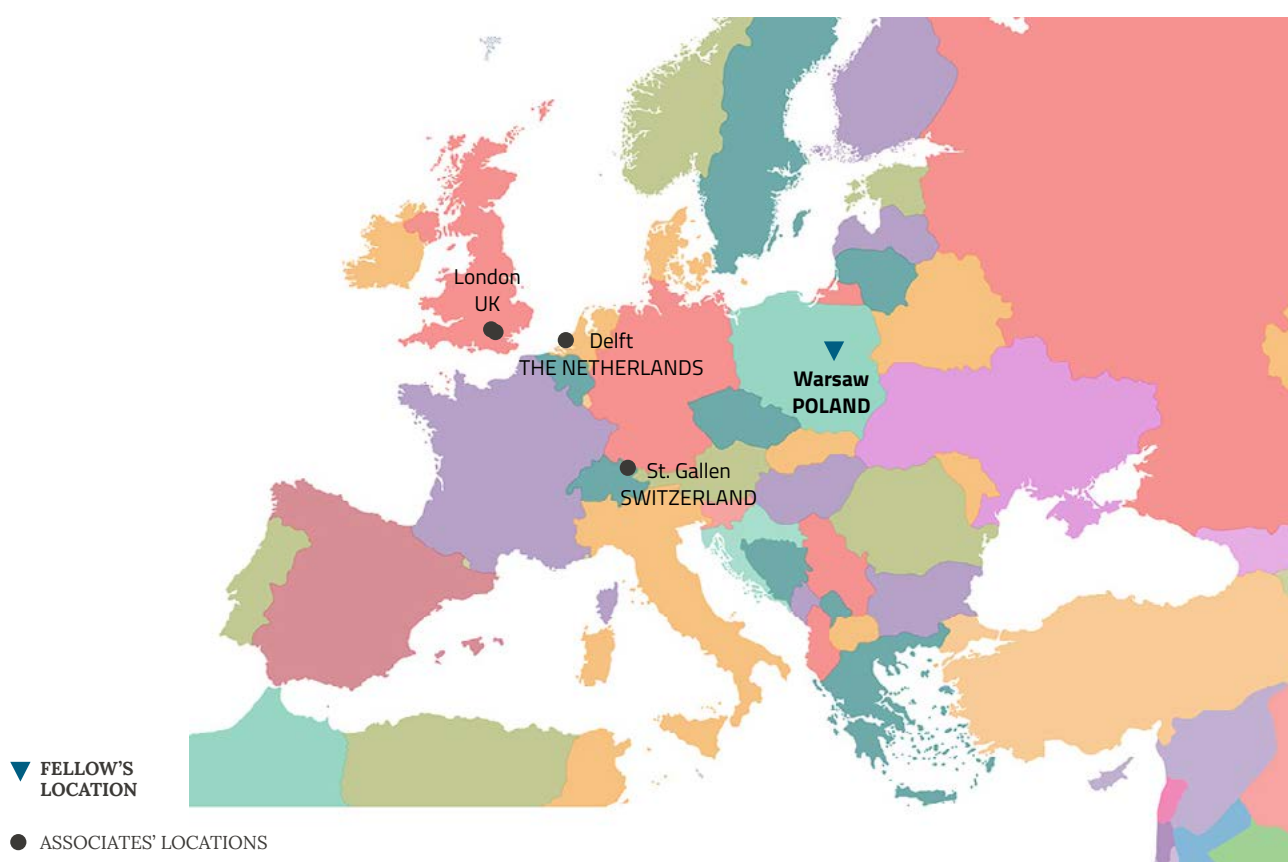 London
UK
Delft
THE NETHERLANDS
Warsaw
POLAND
St. Gallen
SWITZERLAND
FELLOW'S
LOCATION
ASSOCIATES' LOCATIONS